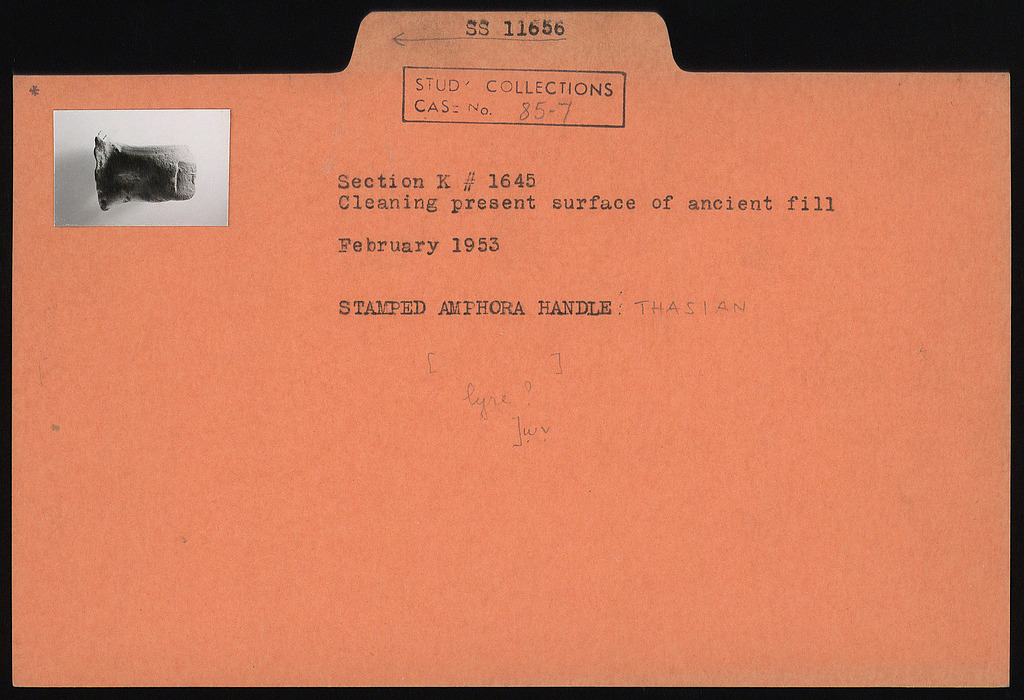 SS 11656
*
STUDY COLLECTIONS
CASE No. 85-7
Section K # 1645
Cleaning present surface of ancient fill
February 1953
STAMPED AMPHORA HANDLE: THASIAN
[ ]
lyre?
]ων